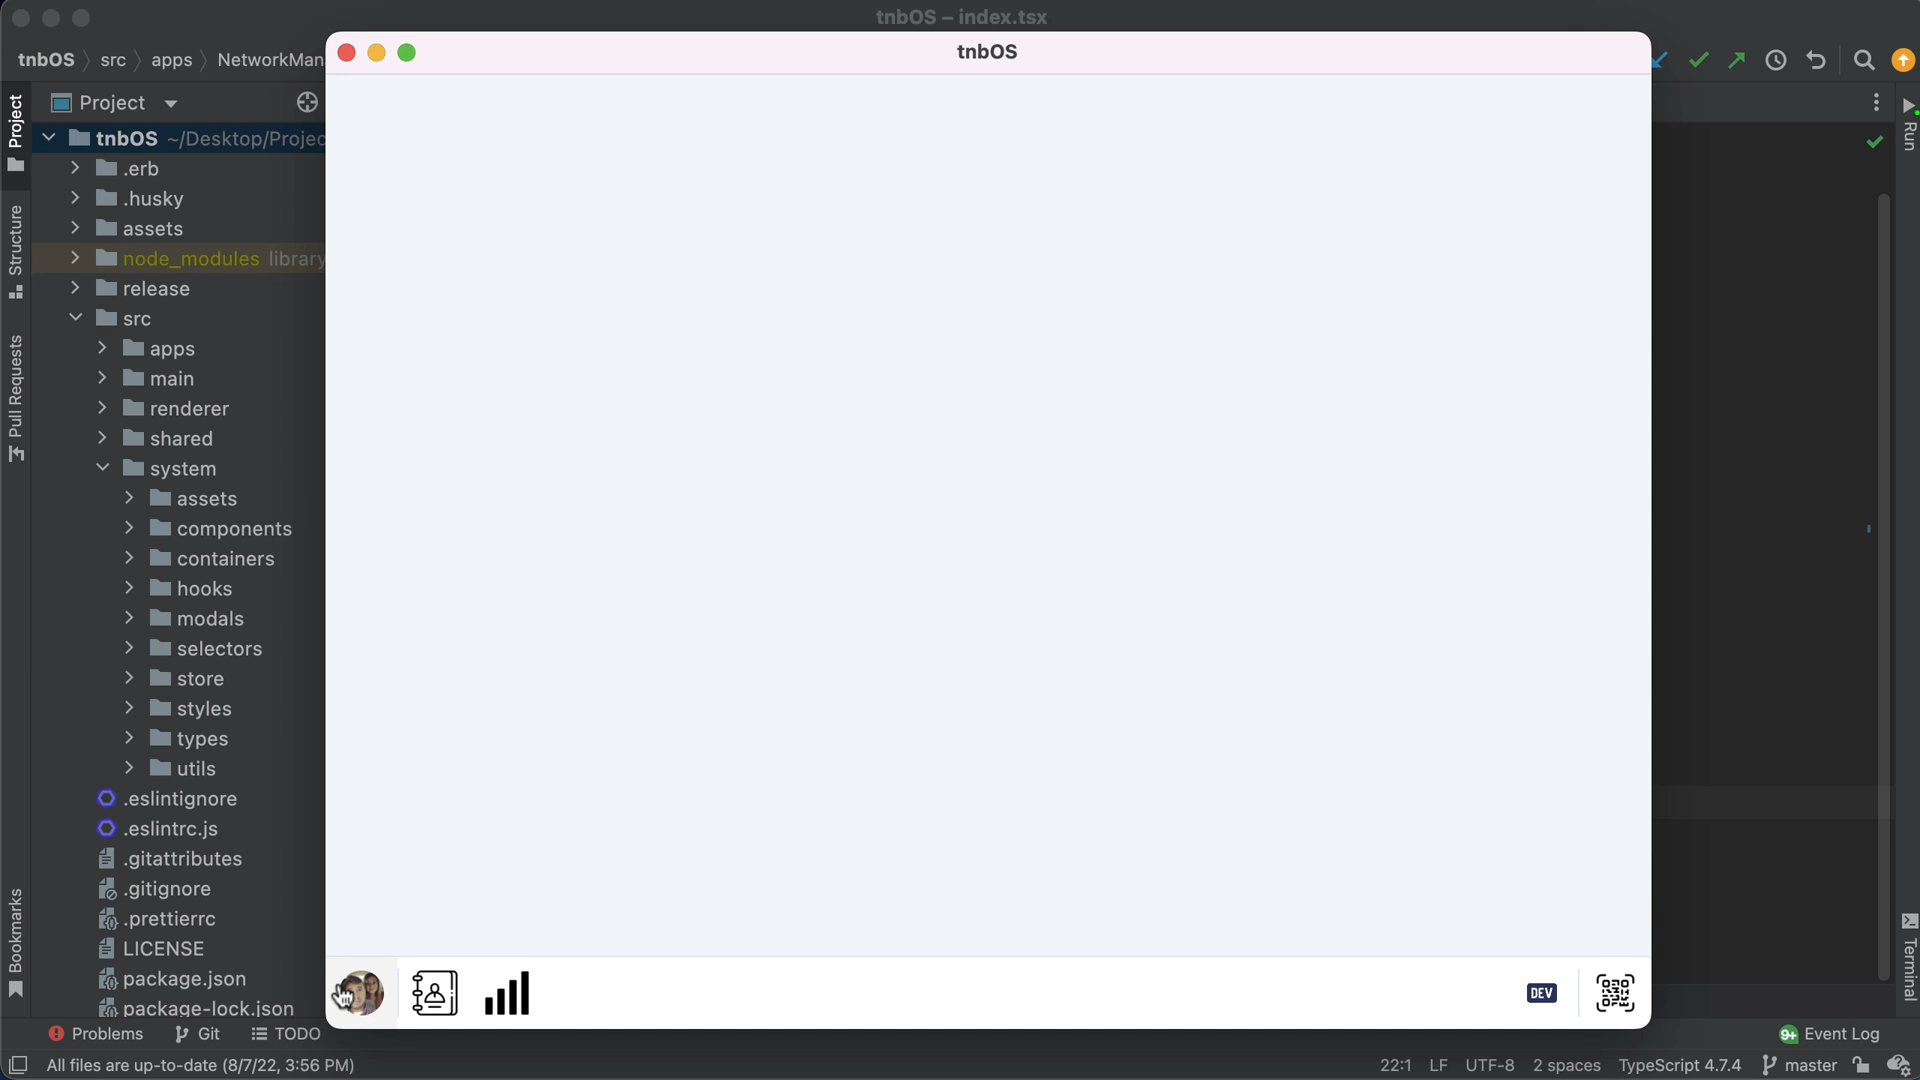 tnbOS – index.tsx
tnbOS
tnbOS
src
apps
NetworkMan
Project
Project
tnbOS ~/Desktop/Projec
.erb
.husky
assets
node_modules library
release
src
apps
main
renderer
shared
system
assets
components
containers
hooks
modals
selectors
store
styles
types
utils
.eslintignore
.eslintrc.js
.gitattributes
.gitignore
.prettierrc
LICENSE
package.json
package-lock.json
Structure
Pull Requests
Bookmarks
Run
Terminal
DEV
Problems
Git
TODO
9+ Event Log
All files are up-to-date (8/7/22, 3:56 PM)
22:1 LF UTF-8 2 spaces TypeScript 4.7.4 master